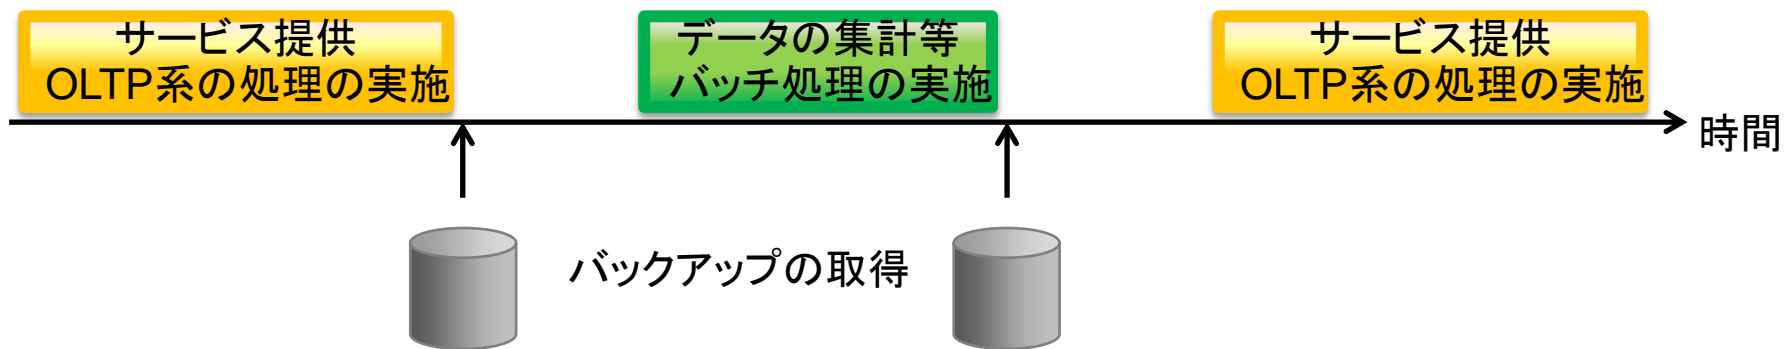 サービス提供
OLTP系の処理の実施
データの集計等
バッチ処理の実施
サービス提供
OLTP系の処理の実施
時間
バックアップの取得